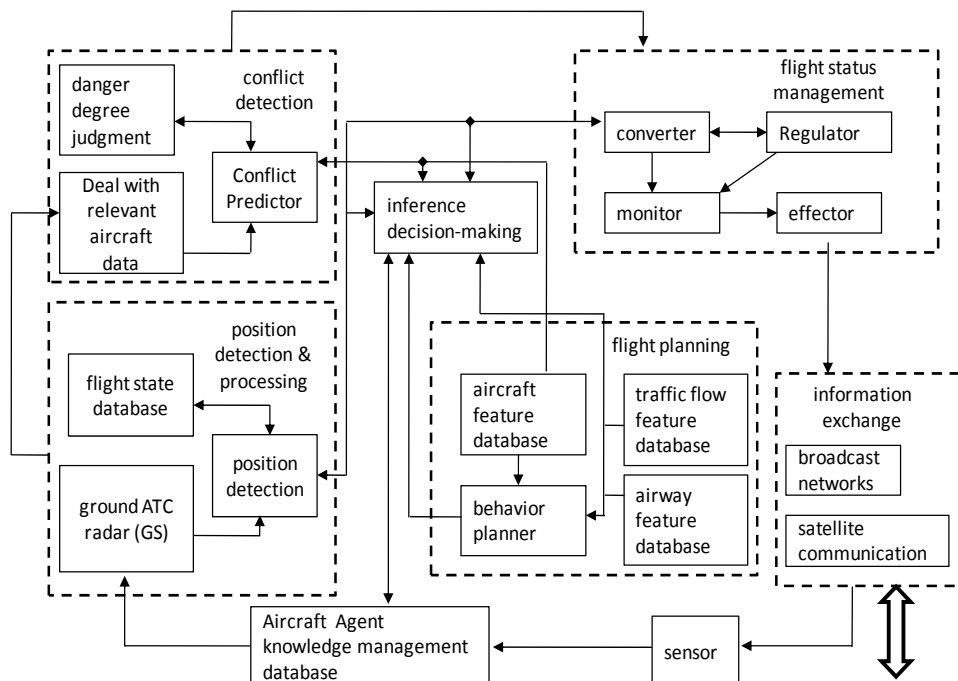 danger
degree
judgment
conflict
detection
Conflict
Predictor
Deal with
relevant
aircraft
data
inference
decision-making
flight status
management
converter
Regulator
monitor
effector
position
detection &
processing
flight state
database
position
detection
ground ATC
radar (GS)
flight planning
aircraft
feature
database
traffic flow
feature
database
behavior
planner
airway
feature
database
information
exchange
broadcast
networks
satellite
communication
Aircraft Agent
knowledge management
database
sensor